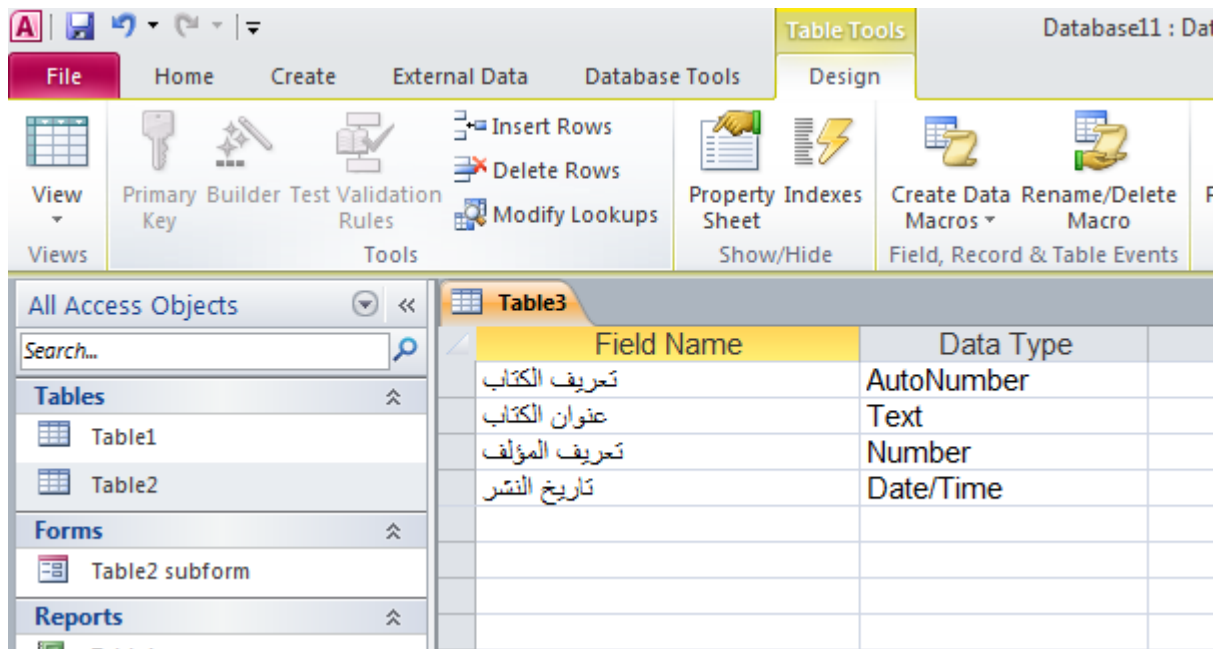 A
Table Tools
Database11 : Dat
File Home Create External Data Database Tools Design
View
Primary Key
Builder
Test Validation Rules
Insert Rows
Delete Rows
Modify Lookups
Property Sheet
Indexes
Create Data Macros
Rename/Delete Macro
Views Tools Show/Hide Field, Record & Table Events
All Access Objects
Search...
Tables
Table1
Table2
Forms
Table2 subform
Reports
Table3
Field Name Data Type
تعريف الكتاب AutoNumber
عنوان الكتاب Text
تعريف المؤلف Number
تاريخ النشر Date/Time